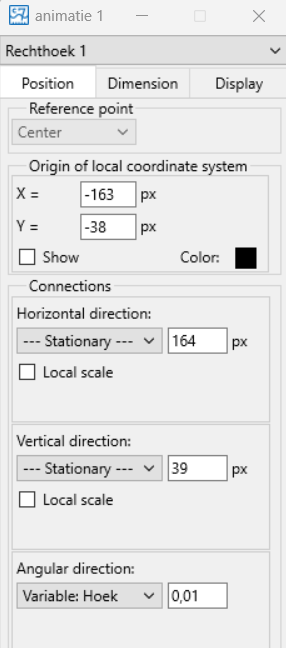 animatie 1
Rechthoek 1
Position Dimension Display
Reference point
Center
Origin of local coordinate system
X = -163 px
Y = -38 px
Show Color:
Connections
Horizontal direction:
--- Stationary --- 164 px
Local scale
Vertical direction:
--- Stationary --- 39 px
Local scale
Angular direction:
Variable: Hoek 0,01